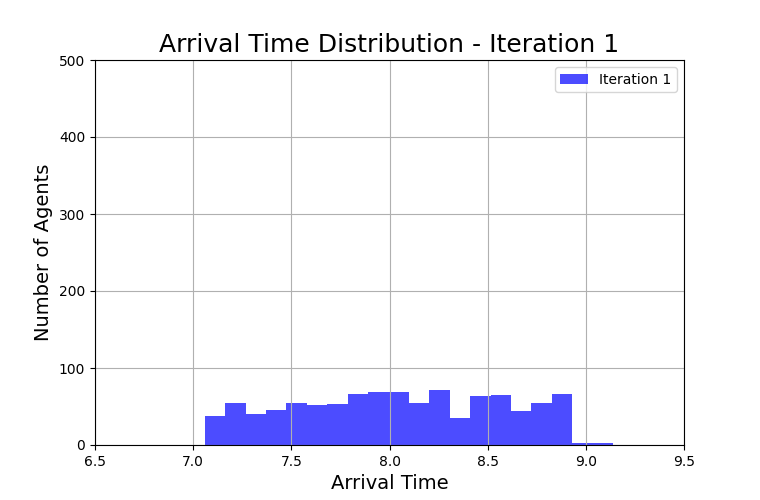 Arrival Time Distribution - Iteration 1
Iteration 1
Number of Agents
500
400
300
200
100
0
6.5 7.0 7.5 8.0 8.5 9.0 9.5
Arrival Time